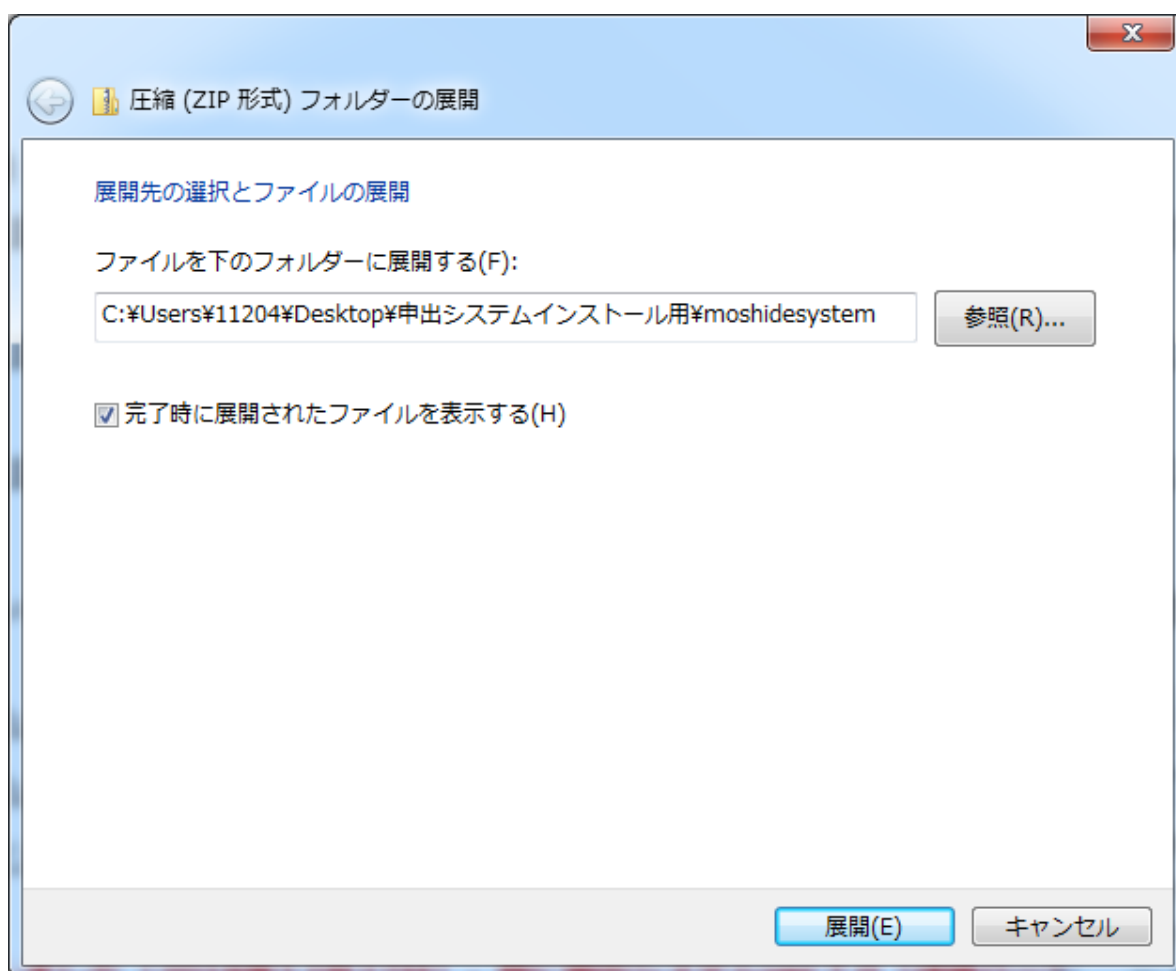 圧縮 (ZIP 形式) フォルダーの展開
展開先の選択とファイルの展開
ファイルを下のフォルダーに展開する(F):
C:¥Users¥11204¥Desktop¥申出システムインストール用¥moshidesystem
参照(R)...
完了時に展開されたファイルを表示する(H)
展開(E)
キャンセル